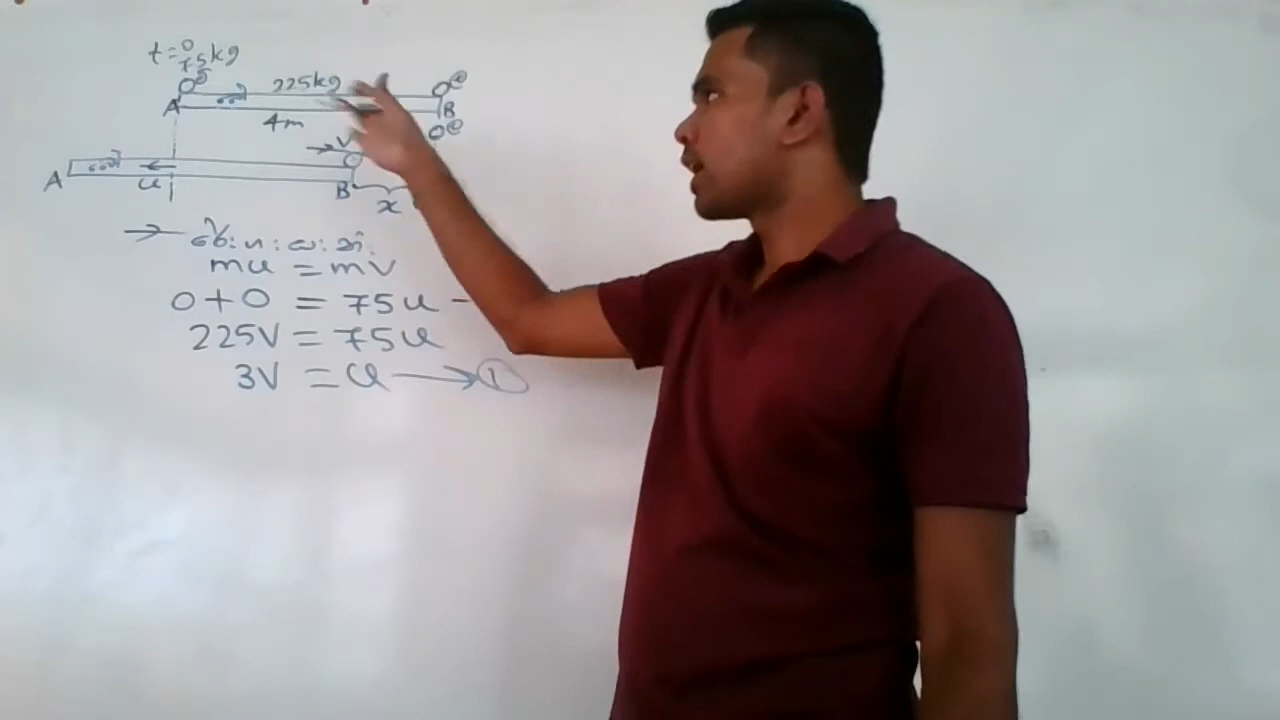 t = 0
75kg
225kg
A B
4m
V
A u B
x
mu = mv
0 + 0 = 75u -
225V = 75u
3V = u → ①